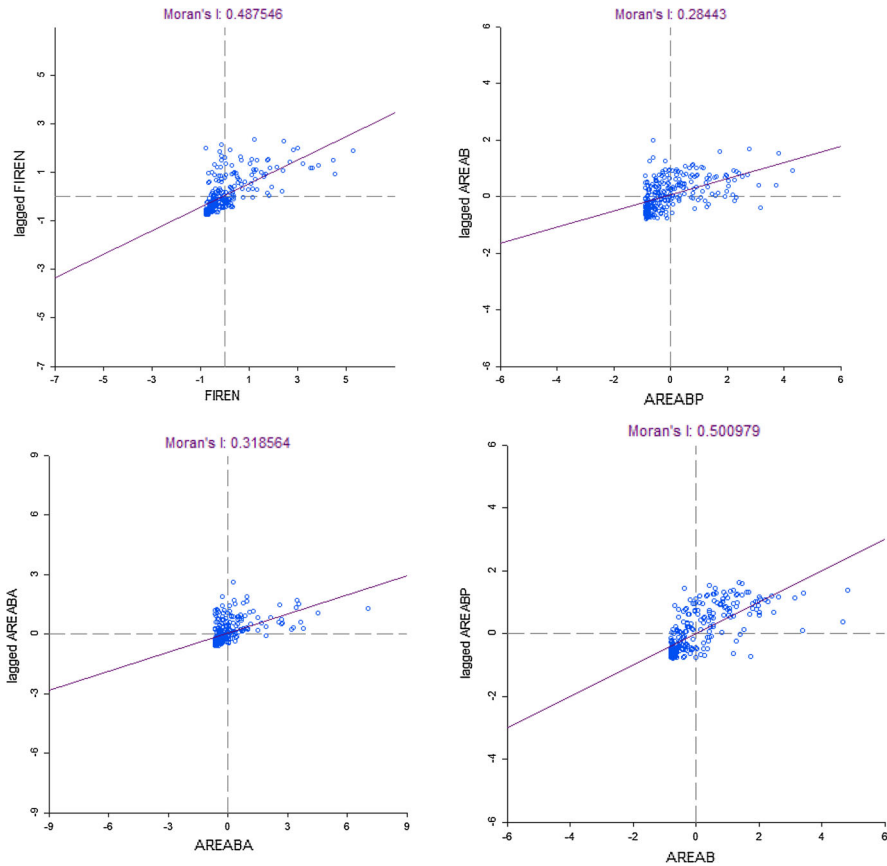 Moran's I: 0.487546
lagged FIREN
7
5
3
1
-1
-3
-5
-7
-7 -5 -3 -1 1 3 5
FIREN
Moran's I: 0.28443
lagged AREAB
6
4
2
0
-2
-4
-6
-6 -4 -2 0 2 4 6
AREABP
Moran's I: 0.318564
lagged AREABA
9
6
3
0
-3
-6
-9
-9 -6 -3 0 3 6 9
AREABA
Moran's I: 0.500979
lagged AREABP
6
4
2
0
-2
-4
-6
-6 -4 -2 0 2 4 6
AREAB